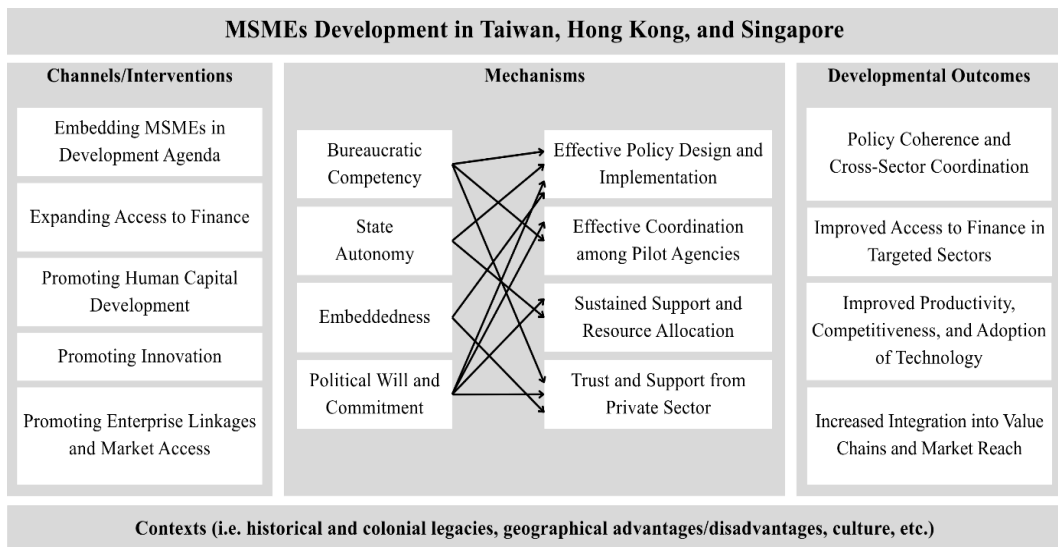 MSMEs Development in Taiwan, Hong Kong, and Singapore
Channels/Interventions
Embedding MSMEs in
Development Agenda
Expanding Access to Finance
Promoting Human Capital
Development
Promoting Innovation
Promoting Enterprise Linkages
and Market Access
Mechanisms
Bureaucratic
Competency
State
Autonomy
Embeddedness
Political Will and
Commitment
Effective Policy Design and
Implementation
Effective Coordination
among Pilot Agencies
Sustained Support and
Resource Allocation
Trust and Support from
Private Sector
Developmental Outcomes
Policy Coherence and
Cross-Sector Coordination
Improved Access to Finance in
Targeted Sectors
Improved Productivity,
Competitiveness, and Adoption
of Technology
Increased Integration into Value
Chains and Market Reach
Contexts (i.e. historical and colonial legacies, geographical advantages/disadvantages, culture, etc.)